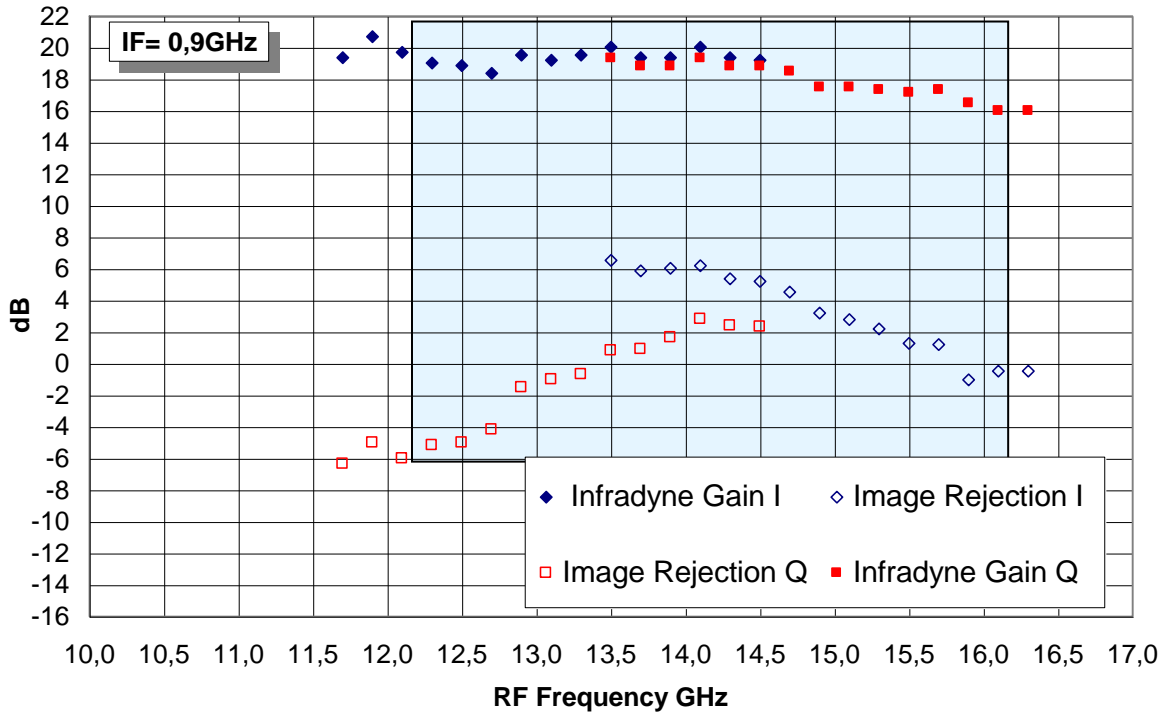 IF= 0,9GHz
22
20
18
16
14
12
10
8
6
4
2
0
-2
-4
-6
-8
-10
-12
-14
-16
dB
Infradyne Gain I
Image Rejection I
Image Rejection Q
Infradyne Gain Q
10,0 10,5 11,0 11,5 12,0 12,5 13,0 13,5 14,0 14,5 15,0 15,5 16,0 16,5 17,0
RF Frequency GHz